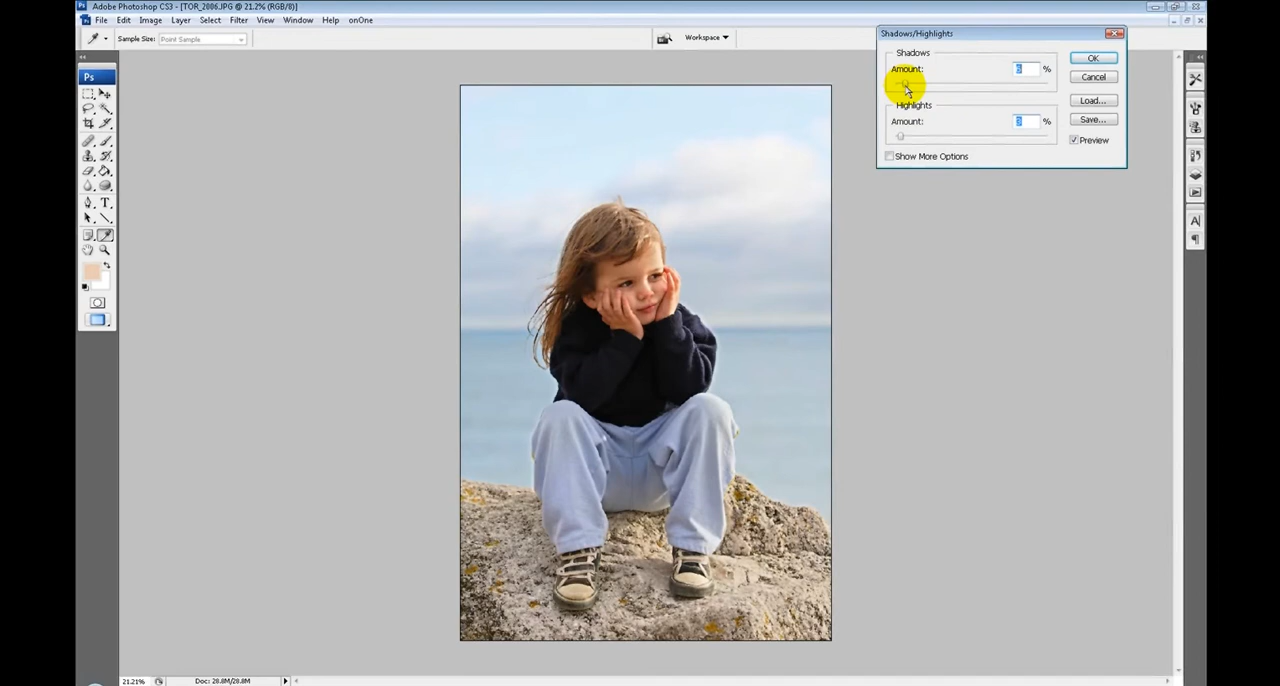 Adobe Photoshop CS3 - [TOR_2806.JPG @ 21.2% (RGB/8)]
File Edit Image Layer Select Filter View Window Help onOne
Sample Size: Point Sample
Workspace
Ps
T
A
Shadows/Highlights
Shadows
Amount: %
Highlights
Amount: %
Show More Options
OK
Cancel
Load...
Save...
Preview
21.21% Doc: 28.8M/28.8M